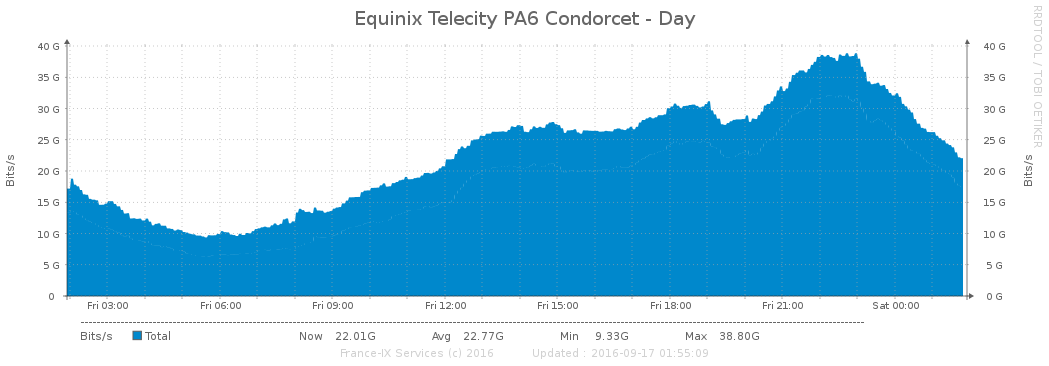 Equinix Telecity PA6 Condorcet - Day
RRDTOOL / TOBI OETIKER
Bits/s
40 G
35 G
30 G
25 G
20 G
15 G
10 G
5 G
0
40 G
35 G
30 G
25 G
20 G
15 G
10 G
5 G
0 G
Bits/s
Fri 03:00 Fri 06:00 Fri 09:00 Fri 12:00 Fri 15:00 Fri 18:00 Fri 21:00 Sat 00:00
Bits/s Total Now 22.01G Avg 22.77G Min 9.33G Max 38.80G
France-IX Services (c) 2016 Updated : 2016-09-17 01:55:09